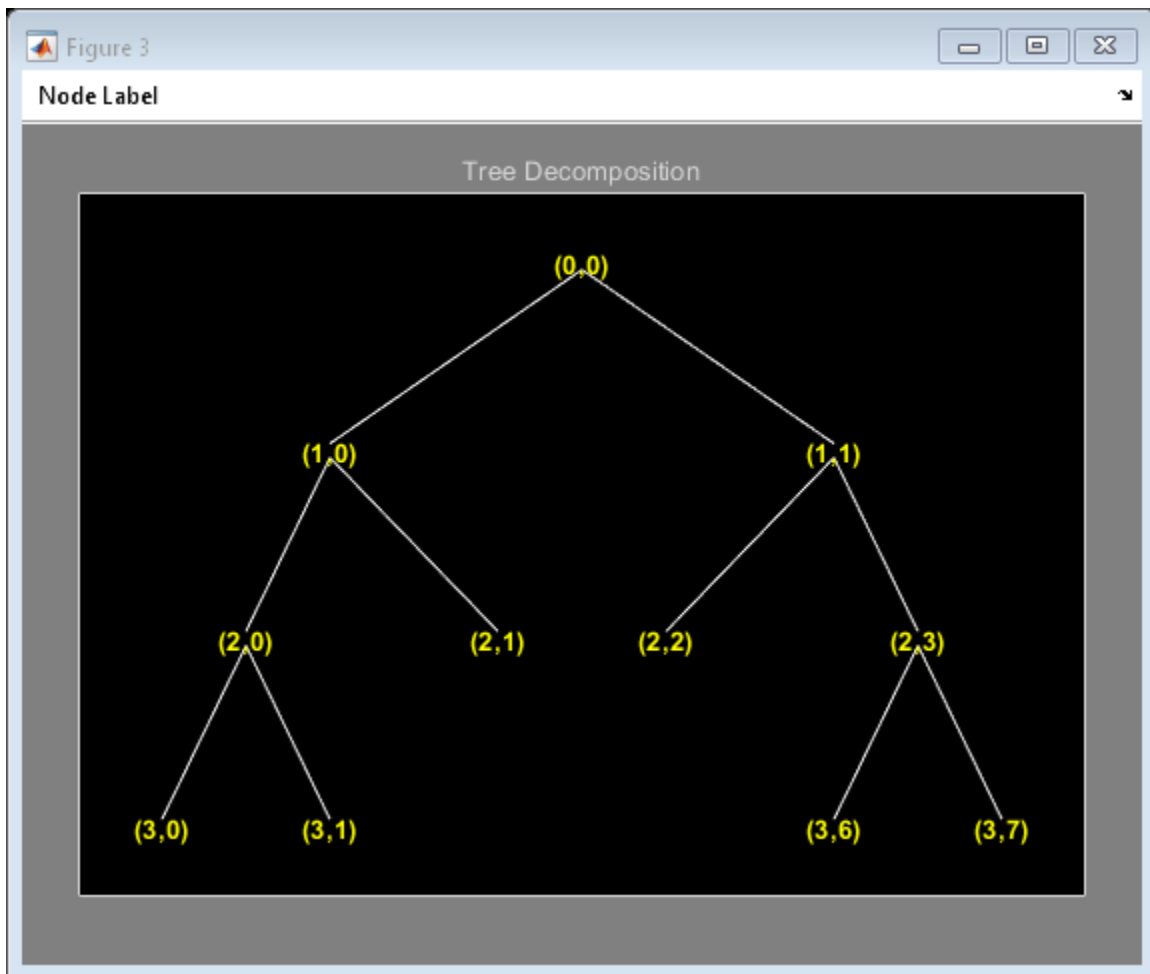 Figure 3
Node Label
Tree Decomposition
(0,0)
(1,0) (1,1)
(2,0) (2,1) (2,2) (2,3)
(3,0) (3,1) (3,6) (3,7)